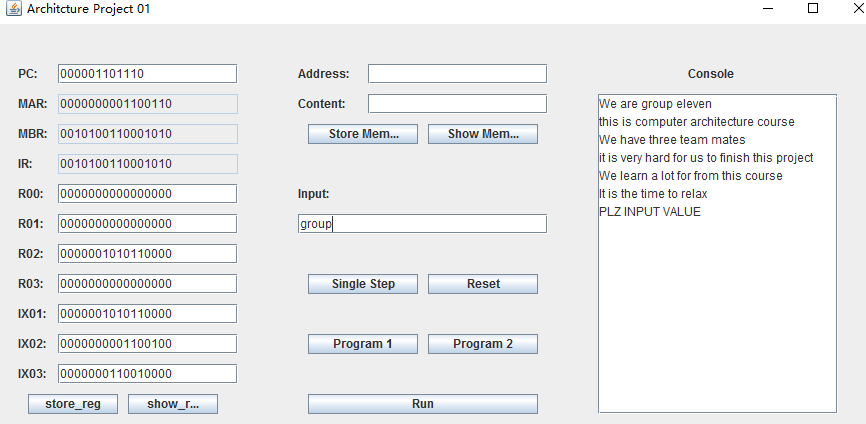 Architcture Project 01
PC: 000001101110
MAR: 0000000001100110
MBR: 0010100110001010
IR: 0010100110001010
R00: 0000000000000000
R01: 0000000000000000
R02: 0000001010110000
R03: 0000000000000000
IX01: 0000001010110000
IX02: 0000000001100100
IX03: 0000000110010000
store_reg show_r...
Address:
Content:
Store Mem... Show Mem...
Input:
group
Single Step Reset
Program 1 Program 2
Run
Console
We are group eleven
this is computer architecture course
We have three team mates
it is very hard for us to finish this project
We learn a lot for from this course
It is the time to relax
PLZ INPUT VALUE